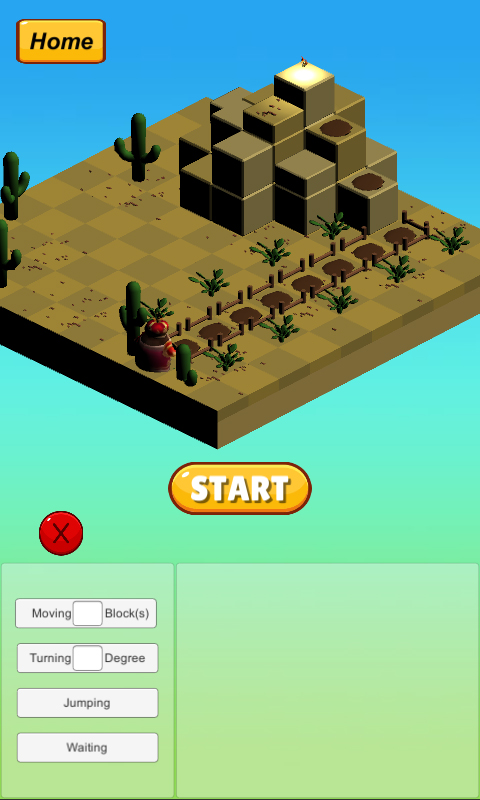 Home
START
X
Moving Block(s)
Turning Degree
Jumping
Waiting